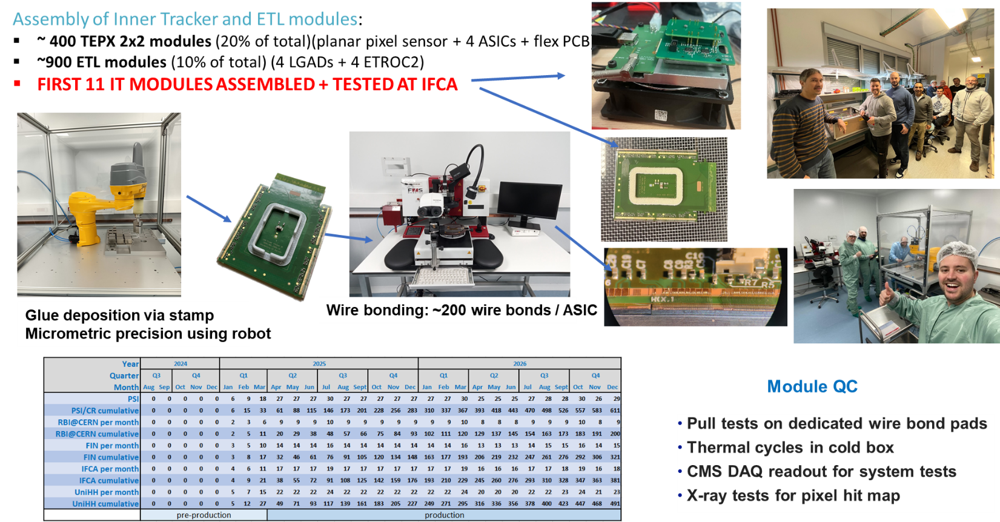 Assembly of Inner Tracker and ETL modules:
▪ ~ 400 TEPX 2x2 modules (20% of total)(planar pixel sensor + 4 ASICs + flex PCB)
▪ ~900 ETL modules (10% of total) (4 LGADs + 4 ETROC2)
▪ FIRST 11 IT MODULES ASSEMBLED + TESTED AT IFCA
Glue deposition via stamp
Micrometric precision using robot
Wire bonding: ~200 wire bonds / ASIC
C19
C7
R7 R5
HCX.1
Year 2024 2025 2026
Quarter Q3 Q4 Q1 Q2 Q3 Q4 Q1 Q2 Q3 Q4
Month Aug Sep Oct Nov Dec Jan Feb Mar Apr May Jun Jul Aug Sept Oct Nov Dec Jan Feb Mar Apr May Jun Jul Aug Sept Oct Nov Dec
PSI 0 0 0 0 0 6 9 18 27 27 27 30 27 27 27 27 27 27 27 30 25 25 25 27 28 28 30 26 29
PSI/CR cumulative 0 0 0 0 0 6 15 33 61 88 115 146 173 201 228 256 283 310 337 367 393 418 443 470 498 526 557 583 611
RBI@CERN per month 0 0 0 0 0 2 3 6 9 9 9 10 9 9 9 9 9 9 9 10 8 8 8 9 9 9 10 8 9
RBI@CERN cumulative 0 0 0 0 0 2 5 11 20 29 38 48 57 66 75 84 93 102 111 120 129 137 145 154 163 173 183 191 200
FIN per month 0 0 0 0 0 3 5 10 14 14 14 16 14 14 14 14 14 14 14 16 13 13 13 14 15 15 16 14 15
FIN cumulative 0 0 0 0 0 3 8 17 32 46 61 76 91 105 120 134 148 163 177 193 206 219 232 247 261 276 292 306 321
IFCA per month 0 0 0 0 0 4 6 11 17 17 17 19 17 17 17 17 17 17 17 19 16 16 16 17 17 18 19 16 18
IFCA cumulative 0 0 0 0 0 4 9 21 38 55 72 91 108 125 142 159 176 193 210 229 245 260 276 293 310 328 347 363 381
UniHH per month 0 0 0 0 0 5 7 15 22 22 22 24 22 22 22 22 22 22 22 24 20 20 20 22 22 23 24 21 23
UniHH cumulative 0 0 0 0 0 5 12 27 49 71 93 117 139 161 183 205 227 249 271 295 316 336 356 378 400 423 447 468 491
pre-production production
Module QC
• Pull tests on dedicated wire bond pads
• Thermal cycles in cold box
• CMS DAQ readout for system tests
• X-ray tests for pixel hit map